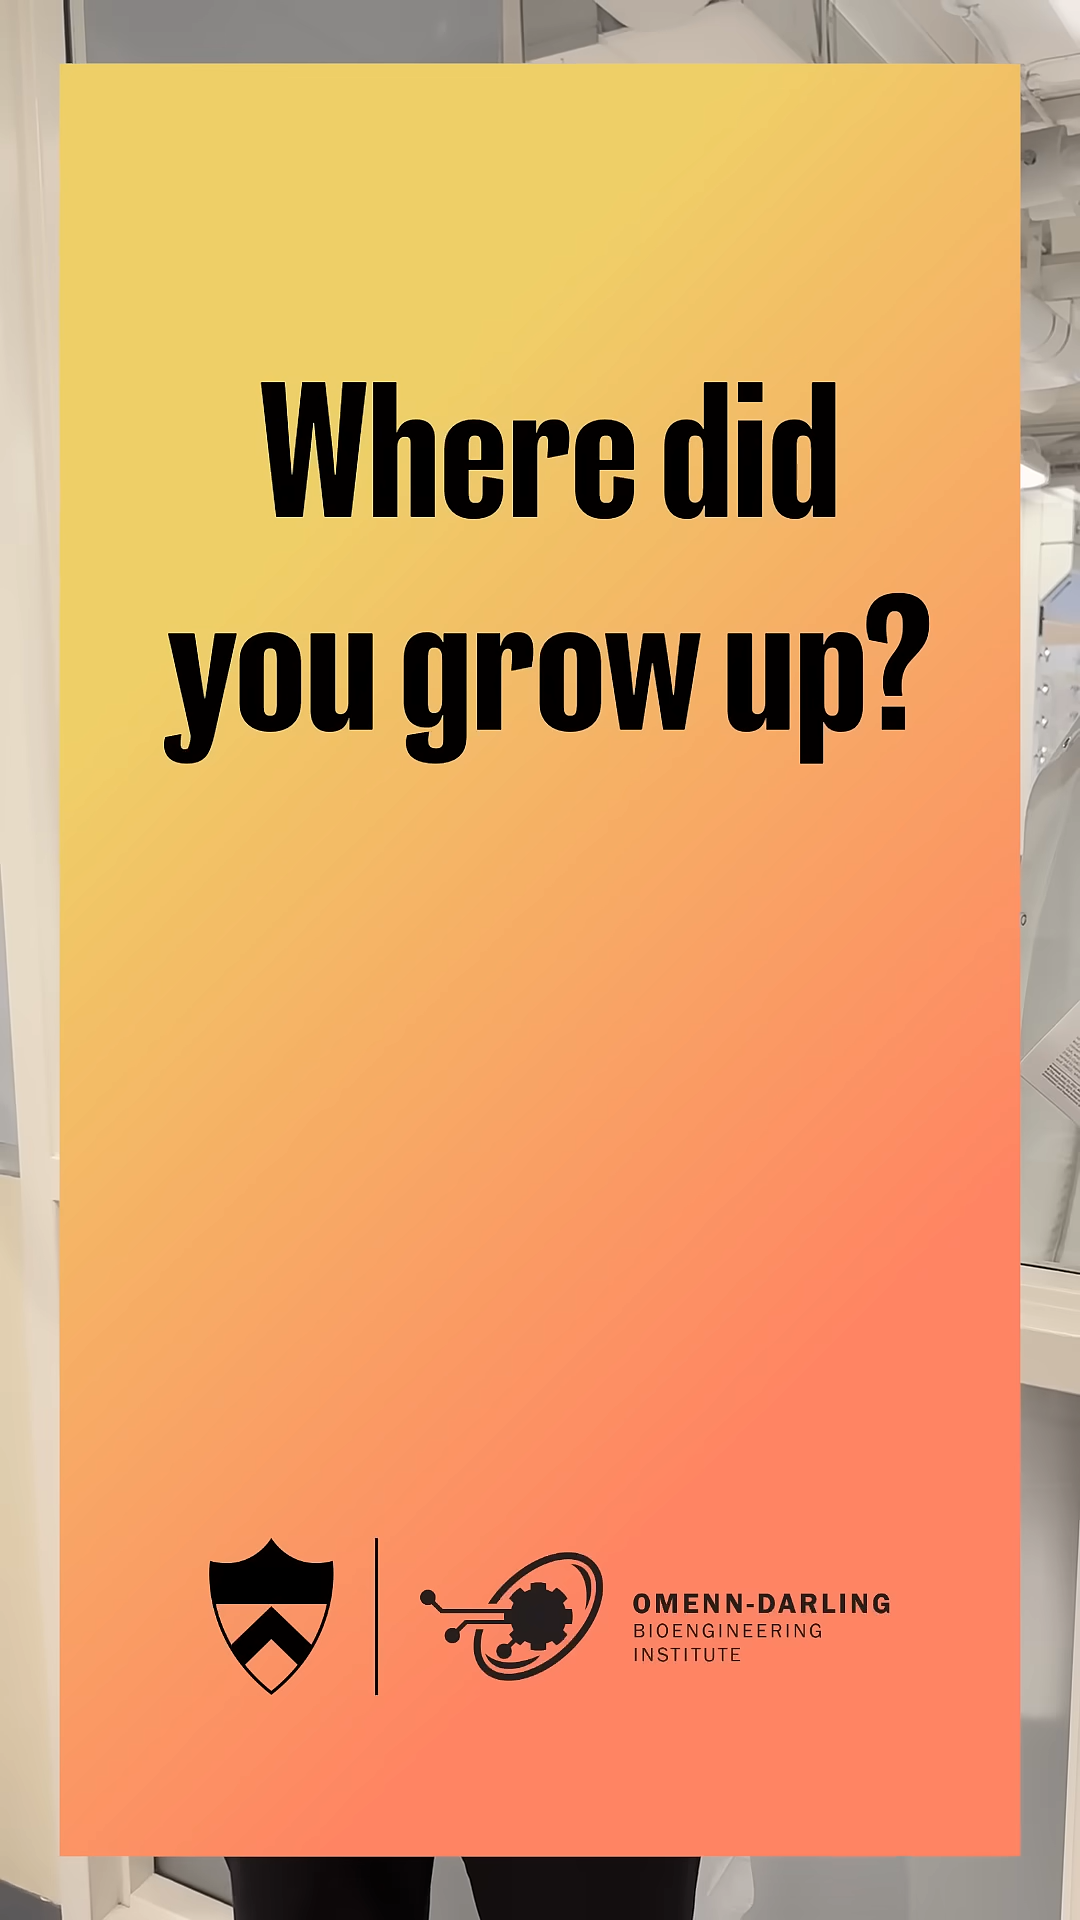 Where did
you grow up?
OMENN-DARLING
BIOENGINEERING
INSTITUTE